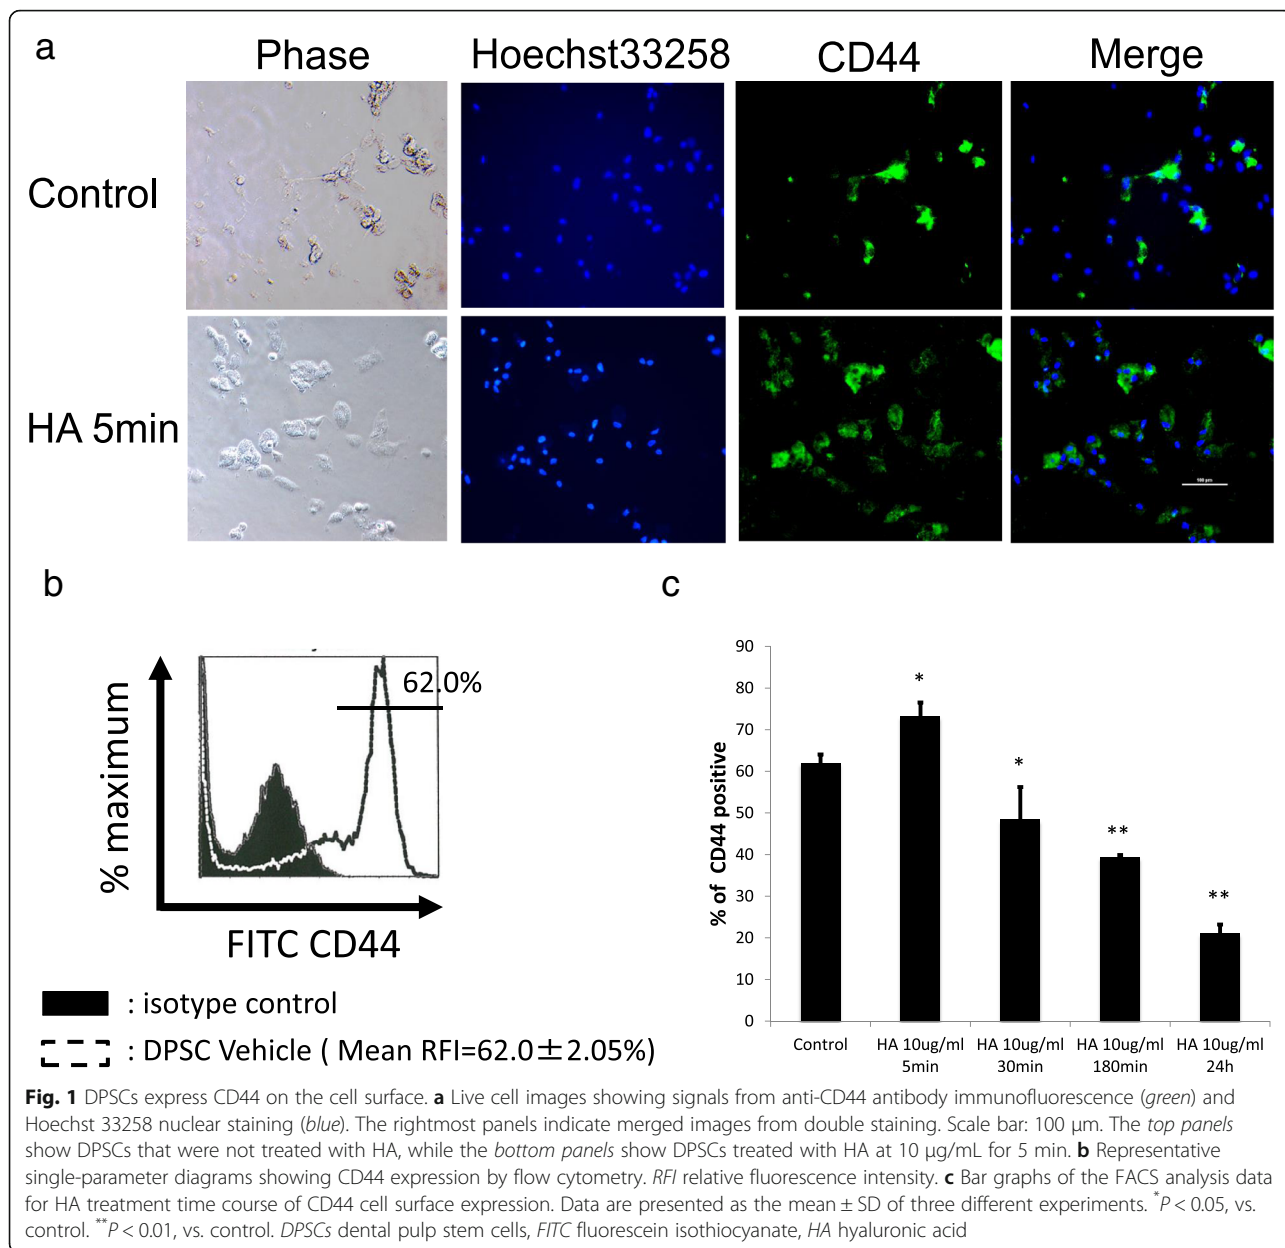 a
Phase Hoechst33258 CD44 Merge
Control
HA 5min
100 µm
b
62.0%
% maximum
FITC CD44
: isotype control
: DPSC Vehicle ( Mean RFI=62.0±2.05%)
c
% of CD44 positive
90
80
70
60
50
40
30
20
10
0
*
*
**
**
Control HA 10ug/ml HA 10ug/ml HA 10ug/ml HA 10ug/ml
5min 30min 180min 24h
Fig. 1 DPSCs express CD44 on the cell surface. a Live cell images showing signals from anti-CD44 antibody immunofluorescence (green) and
Hoechst 33258 nuclear staining (blue). The rightmost panels indicate merged images from double staining. Scale bar: 100 μm. The top panels
show DPSCs that were not treated with HA, while the bottom panels show DPSCs treated with HA at 10 μg/mL for 5 min. b Representative
single-parameter diagrams showing CD44 expression by flow cytometry. RFI relative fluorescence intensity. c Bar graphs of the FACS analysis data
for HA treatment time course of CD44 cell surface expression. Data are presented as the mean ± SD of three different experiments. *P < 0.05, vs.
control. **P < 0.01, vs. control. DPSCs dental pulp stem cells, FITC fluorescein isothiocyanate, HA hyaluronic acid